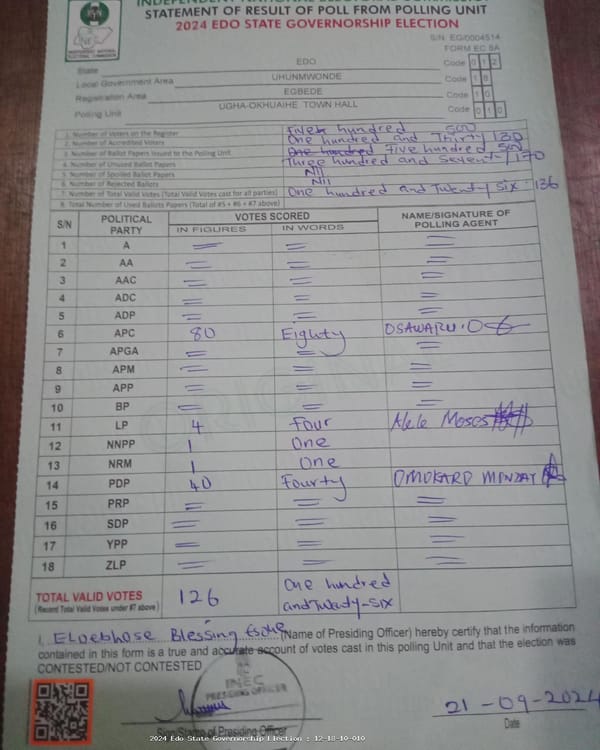 INDEPENDENT NATIONAL ELECTORAL COMMISSION
STATEMENT OF RESULT OF POLL FROM POLLING UNIT
2024 EDO STATE GOVERNORSHIP ELECTION
S/N: EG/0004514
FORM EC 8A
State EDO Code 0 1 2
Local Government Area UHUNMWONDE Code 1 8
Registration Area EGBEDE Code 1 0
Polling Unit UGHA-OKHUAIHE TOWN HALL Code 0 1 0
1. Number of Voters on the Register Five hundred 500
2. Number of Accredited Voters One hundred and Thirty 130
3. Number of Ballot Papers Issued to the Polling Unit One hundred Five hundred 500
4. Number of Unused Ballot Papers Three hundred and Seventy 170
5. Number of Spoiled Ballot Papers Nil
6. Number of Rejected Ballots Nil
7. Number of Total Valid Votes (Total Valid Votes cast for all parties) One hundred and Twenty Six 136
8. Total Number of Used Ballots Papers (Total of #5 + #6 + #7 above)
S/N POLITICAL PARTY VOTES SCORED NAME/SIGNATURE OF POLLING AGENT
IN FIGURES IN WORDS
1 A
2 AA
3 AAC
4 ADC
5 ADP
6 APC 80 Eighty OSAWARU.O
7 APGA
8 APM
9 APP
10 BP
11 LP 4 four Alele Moses
12 NNPP 1 One
13 NRM 1 One
14 PDP 40 Fourty OMOKARO MONDAY
15 PRP
16 SDP
17 YPP
18 ZLP
TOTAL VALID VOTES 126 One hundred
(Record Total Valid Votes under #7 above) and Twenty-Six
I, Blessing (Name of Presiding Officer) hereby certify that the information
contained in this form is a true and accurate account of votes cast in this polling Unit and that the election was
CONTESTED/NOT CONTESTED
INEC
PRESIDING OFFICER
21-09-2024
Sign Stamp of Presiding Officer Date
2024 Edo State Governorship Election : 12-18-10-010